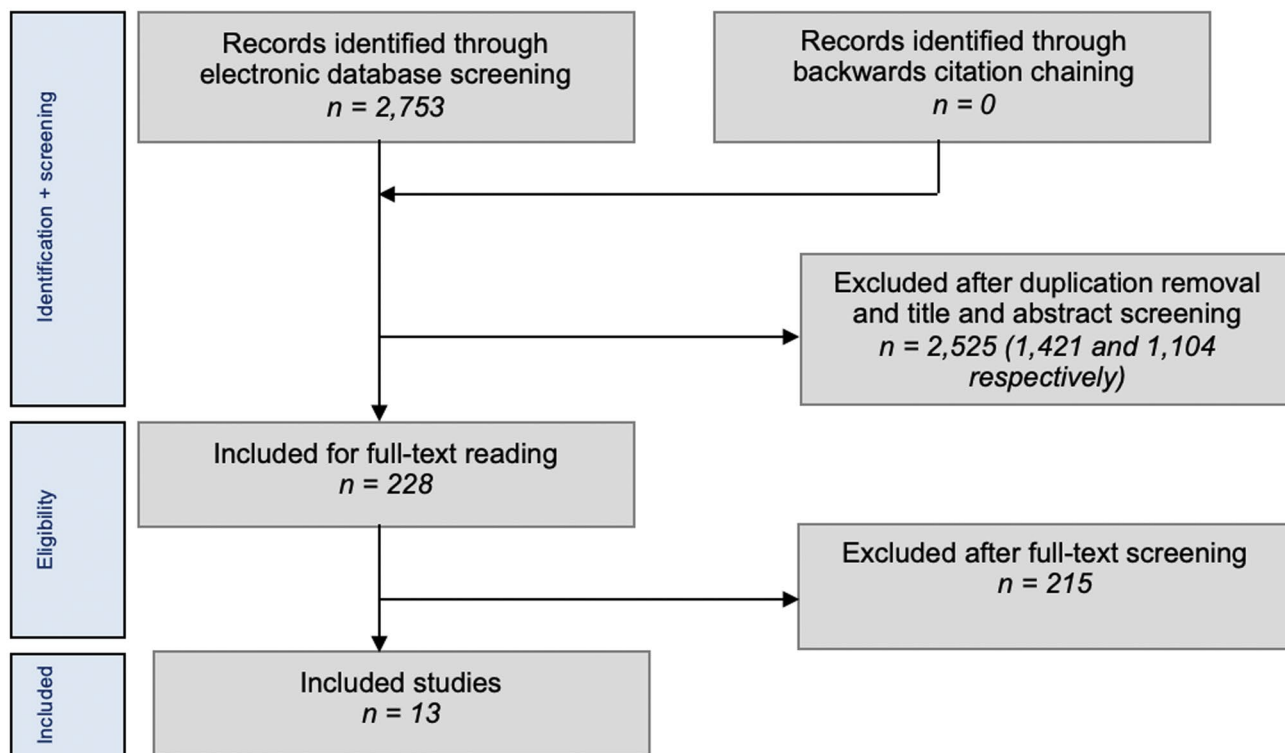 Identification + screening
Records identified through
electronic database screening
n = 2,753
Records identified through
backwards citation chaining
n = 0
Excluded after duplication removal
and title and abstract screening
n = 2,525 (1,421 and 1,104
respectively)
Eligibility
Included for full-text reading
n = 228
Excluded after full-text screening
n = 215
Included
Included studies
n = 13